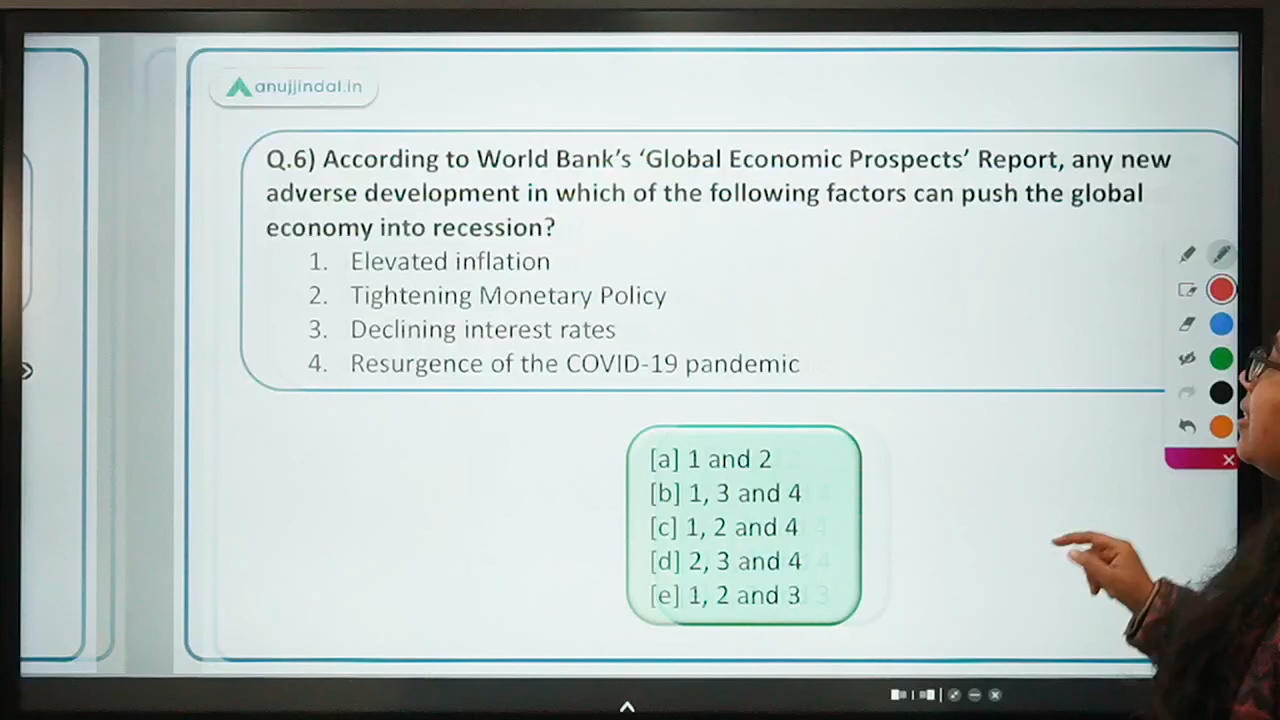 anujjindal.in
Q.6) According to World Bank's 'Global Economic Prospects' Report, any new
adverse development in which of the following factors can push the global
economy into recession?
1. Elevated inflation
2. Tightening Monetary Policy
3. Declining interest rates
4. Resurgence of the COVID-19 pandemic
[a] 1 and 2
[b] 1, 3 and 4
[c] 1, 2 and 4
[d] 2, 3 and 4
[e] 1, 2 and 3